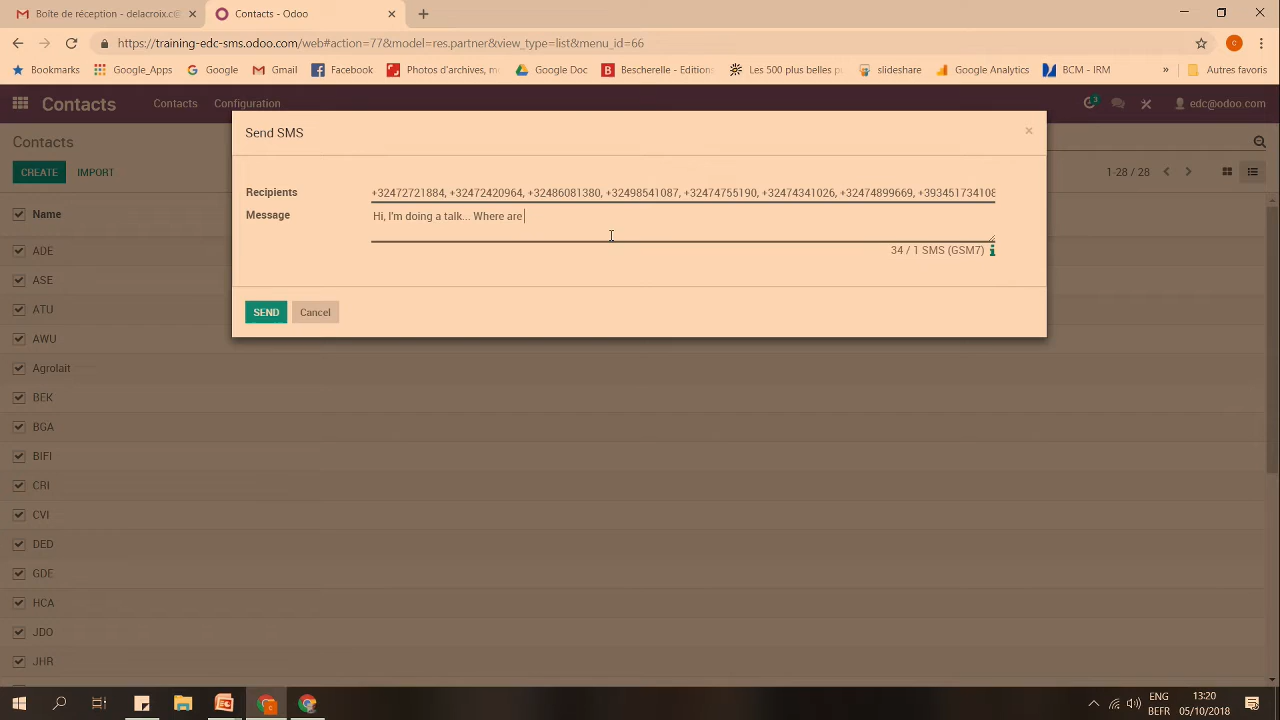 Boîte de réception - delacroix.c@
Contacts - Odoo
https://training-edc-sms.odoo.com/web#action=77&model=res.partner&view_type=list&menu_id=66
Bookmarks Google_Apps Google Gmail Facebook Photos d'archives, m Google Doc Bescherelle - Edition Les 500 plus belles p slideshare Google Analytics BCM - IRM » Autres favoris
Contacts Contacts Configuration 3 edc@odoo.com
Send SMS ×
Contacts
CREATE IMPORT 1-28 / 28
Recipients +32472721884, +32472420964, +32486081380, +32498541087, +32474755190, +32474341026, +32474899669, +393451734108
Name
Message Hi, I'm doing a talk... Where are
34 / 1 SMS (GSM7)
ADE
ASE
SEND Cancel
ATU
AWU
Agrolait
BEK
BGA
BIFI
CRI
CVI
DED
GDE
HCA
JDO
JHR
ENG 13:20
BEFR 05/10/2018